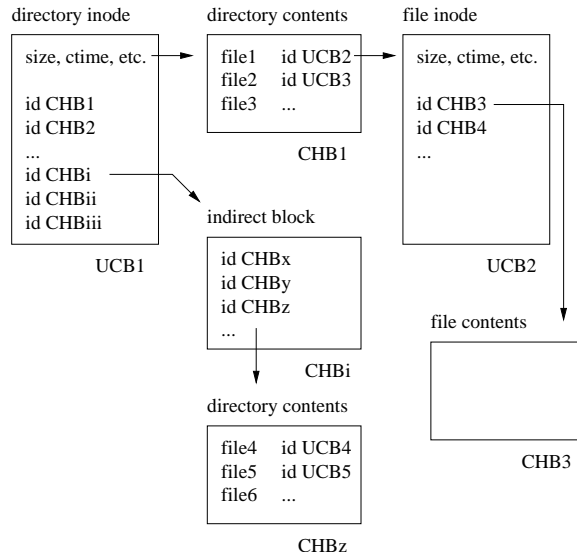 directory inode
size, ctime, etc.
id CHB1
id CHB2
...
id CHBi
id CHBii
id CHBiii
UCB1
directory contents
file1 id UCB2
file2 id UCB3
file3 ...
CHB1
file inode
size, ctime, etc.
id CHB3
id CHB4
...
UCB2
indirect block
id CHBx
id CHBy
id CHBz
...
CHBi
file contents
CHB3
directory contents
file4 id UCB4
file5 id UCB5
file6 ...
CHBz